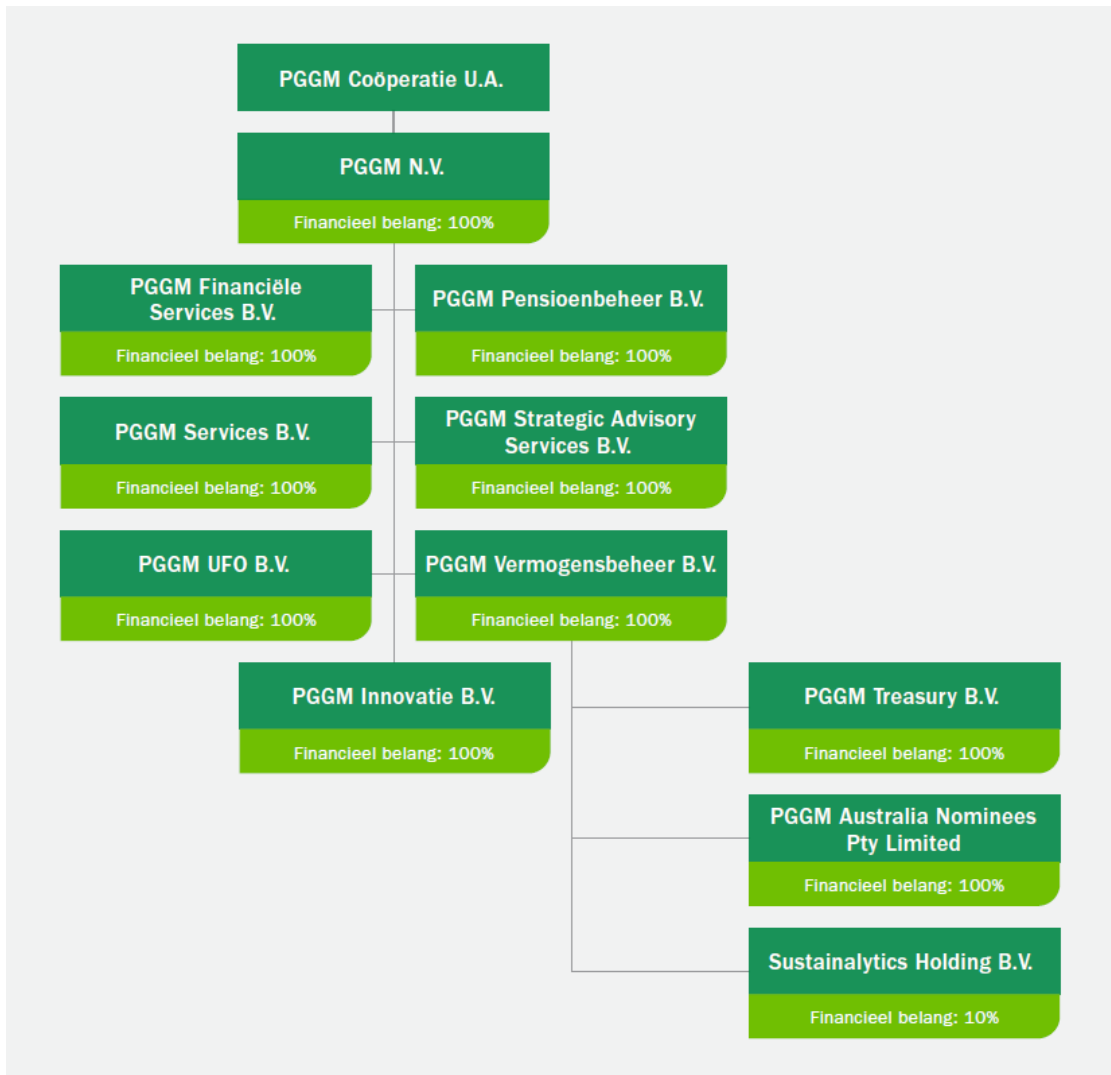 PGGM Coöperatie U.A.
PGGM N.V.
Financieel belang: 100%
PGGM Financiële
Services B.V.
Financieel belang: 100%
PGGM Pensioenbeheer B.V.
Financieel belang: 100%
PGGM Services B.V.
Financieel belang: 100%
PGGM Strategic Advisory
Services B.V.
Financieel belang: 100%
PGGM UFO B.V.
Financieel belang: 100%
PGGM Vermogensbeheer B.V.
Financieel belang: 100%
PGGM Innovatie B.V.
Financieel belang: 100%
PGGM Treasury B.V.
Financieel belang: 100%
PGGM Australia Nominees
Pty Limited
Financieel belang: 100%
Sustainalytics Holding B.V.
Financieel belang: 10%